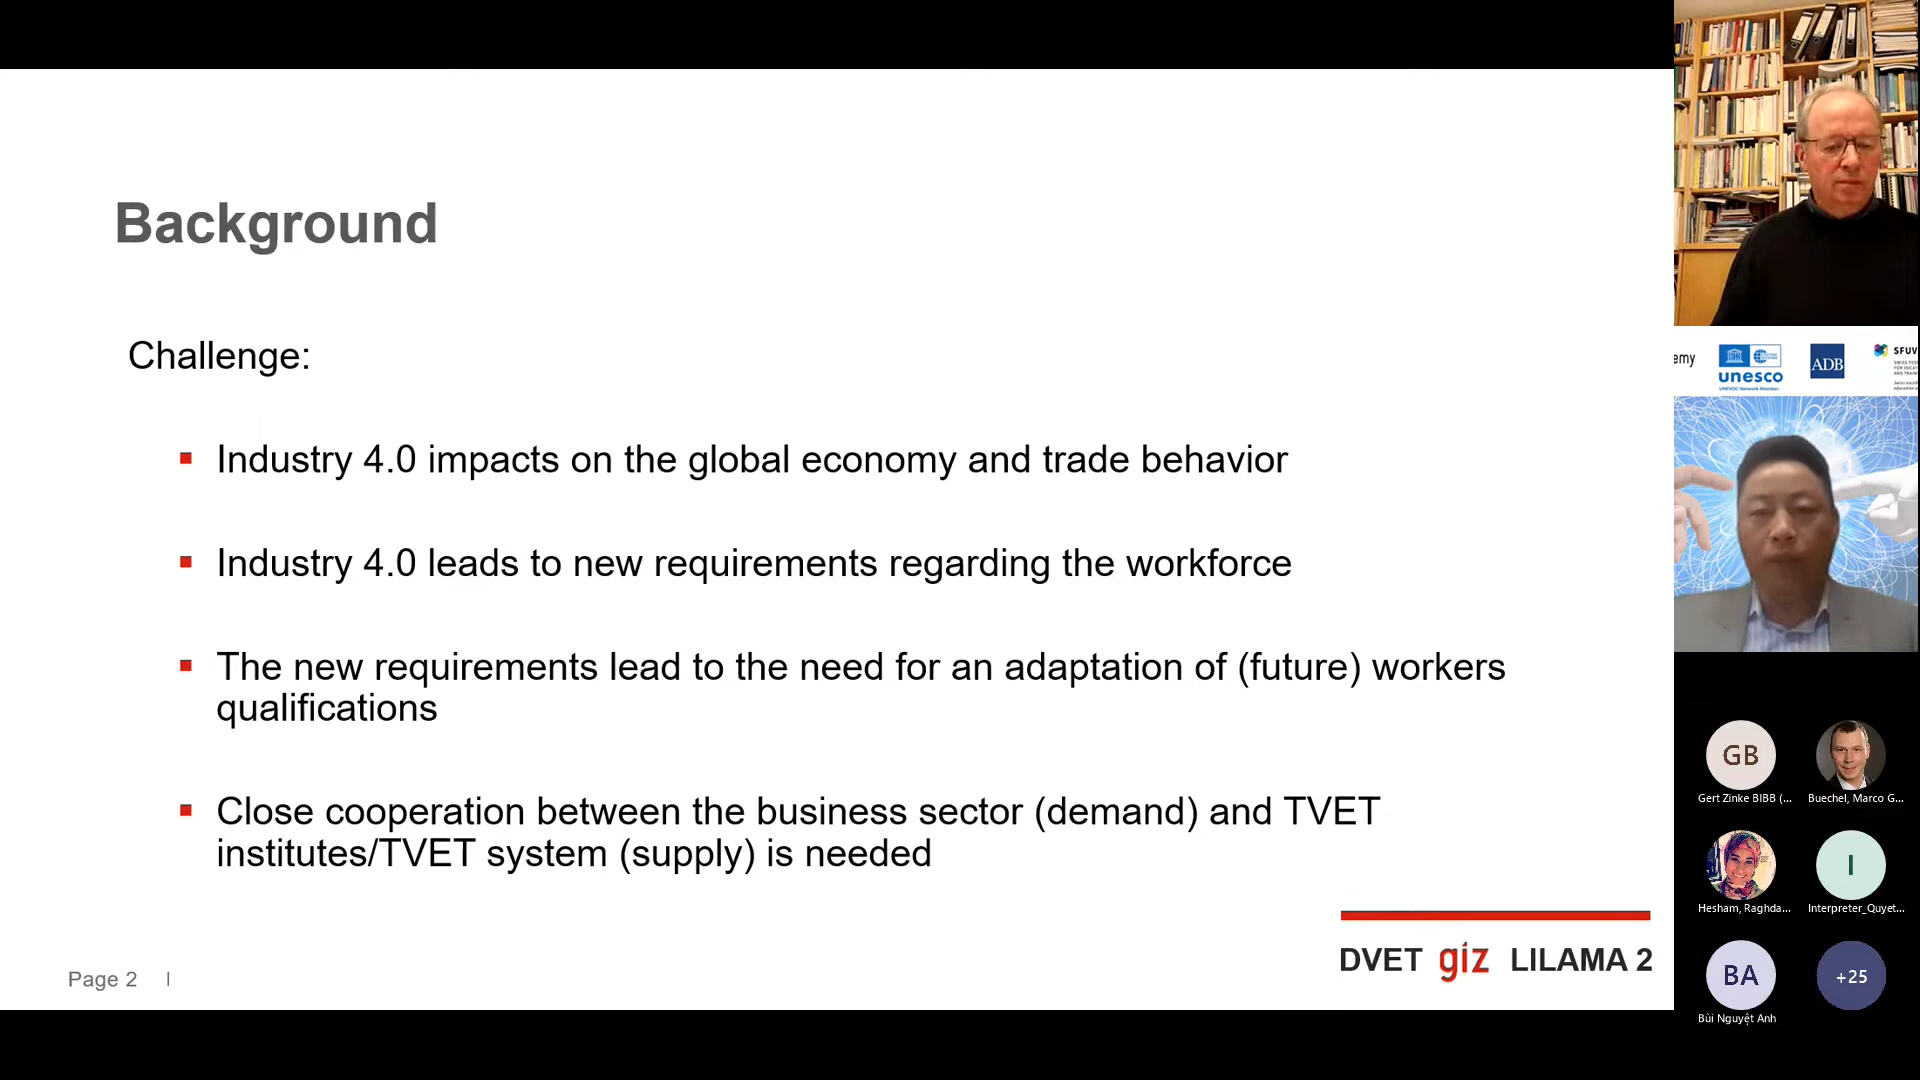 Background
Challenge:
Industry 4.0 impacts on the global economy and trade behavior
Industry 4.0 leads to new requirements regarding the workforce
The new requirements lead to the need for an adaptation of (future) workers
qualifications
Close cooperation between the business sector (demand) and TVET
institutes/TVET system (supply) is needed
Page 2 |
DVET giz LILAMA 2
emy
unesco
UNEVOC Network Member
ADB
SFUV
GB
Gert Zinke BIBB (...
Buechel, Marco G...
Hesham, Raghda...
I
Interpreter_Quyet...
BA
Bùi Nguyệt Anh
+25